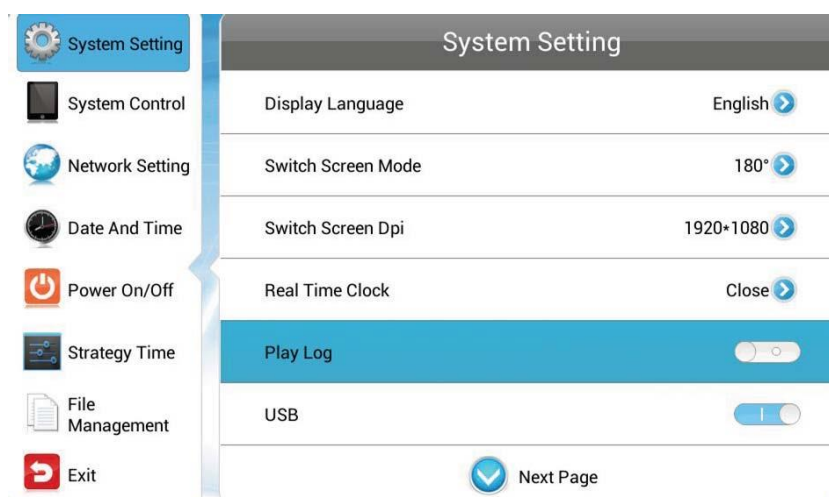 System Setting
System Control
Network Setting
Date And Time
Power On/Off
Strategy Time
File
Management
Exit
System Setting
Display Language English
Switch Screen Mode 180°
Switch Screen Dpi 1920*1080
Real Time Clock Close
Play Log
USB
Next Page